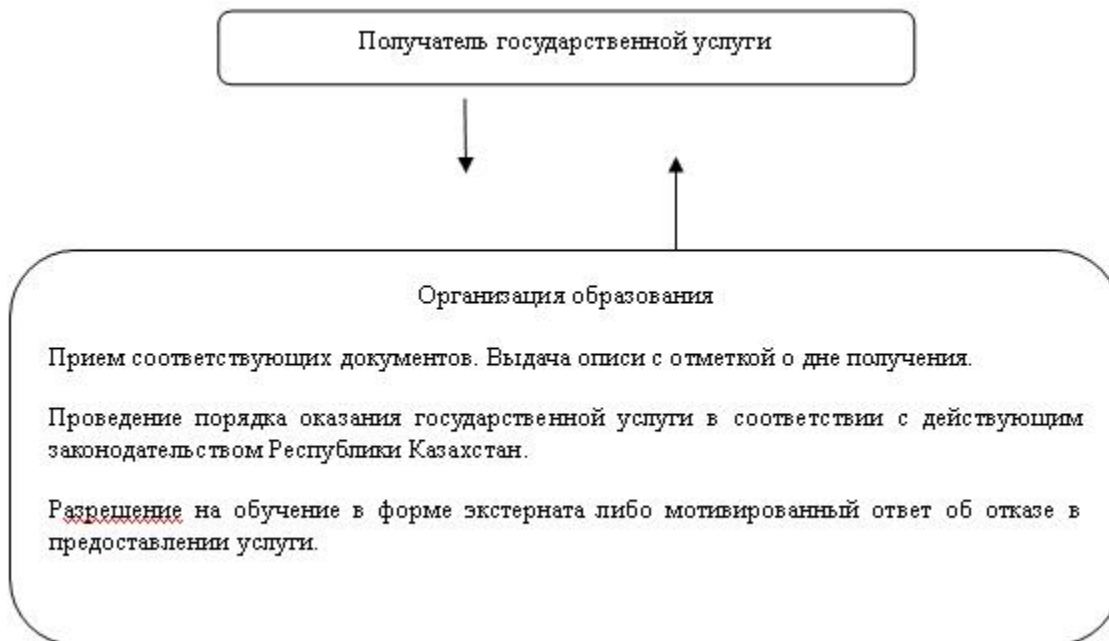 Получатель государственной услуги
Организация образования
Прием соответствующих документов. Выдача описи с отметкой о дне получения.
Проведение порядка оказания государственной услуги в соответствии с действующим
законодательством Республики Казахстан.
Разрешение на обучение в форме экстерната либо мотивированный ответ об отказе в
предоставлении услуги.